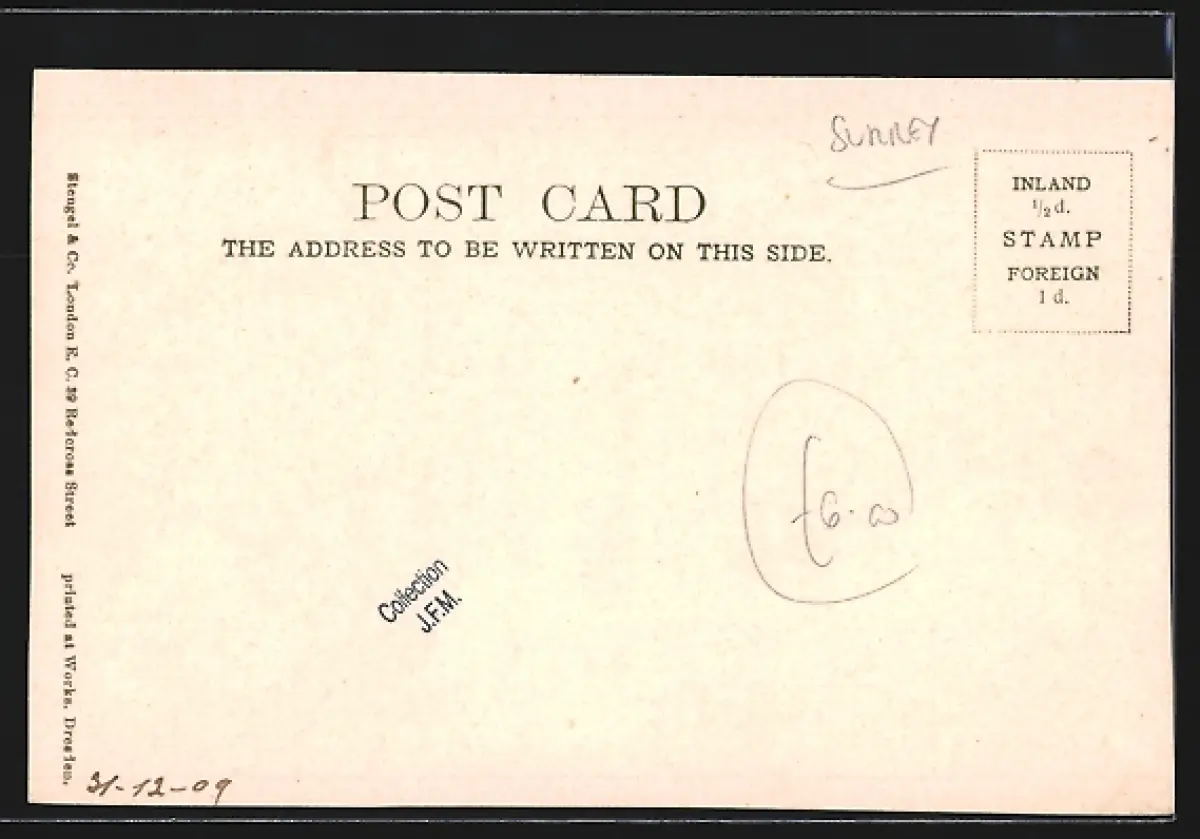 SURREY
POST CARD
THE ADDRESS TO BE WRITTEN ON THIS SIDE.
INLAND
1/2 d.
STAMP
FOREIGN
1 d.
£6.00
Collection
J.F.M.
Stengel & Co. London E. C. 39 Redcross Street printed at Works, Dresden.
31-12-09